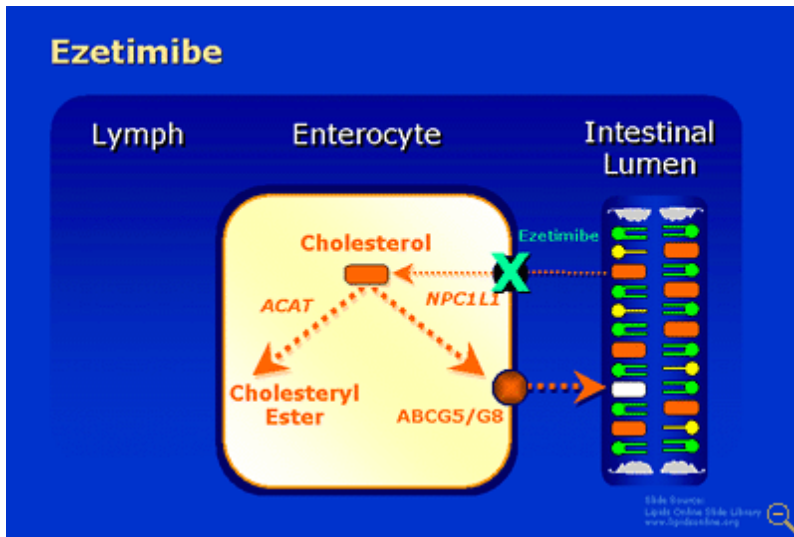 Ezetimibe
Lymph
Enterocyte
Intestinal
Lumen
Ezetimibe
Cholesterol
X
NPC1L1
ACAT
Cholesteryl
Ester
ABCG5/G8
Slide Source:
Lipids Online Slide Library
www.lipidsonline.org